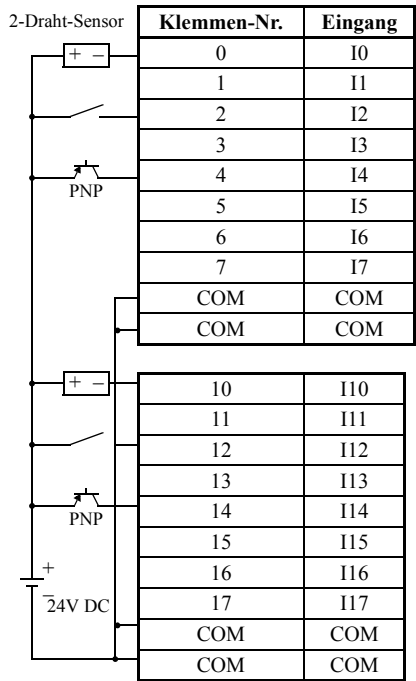 2-Draht-Sensor Klemmen-Nr. Eingang
+ − 0 I0
1 I1
2 I2
3 I3
4 I4
PNP
5 I5
6 I6
7 I7
COM COM
COM COM
+ − 10 I10
11 I11
12 I12
13 I13
14 I14
PNP
15 I15
16 I16
+
17 I17
− 24V DC
COM COM
COM COM